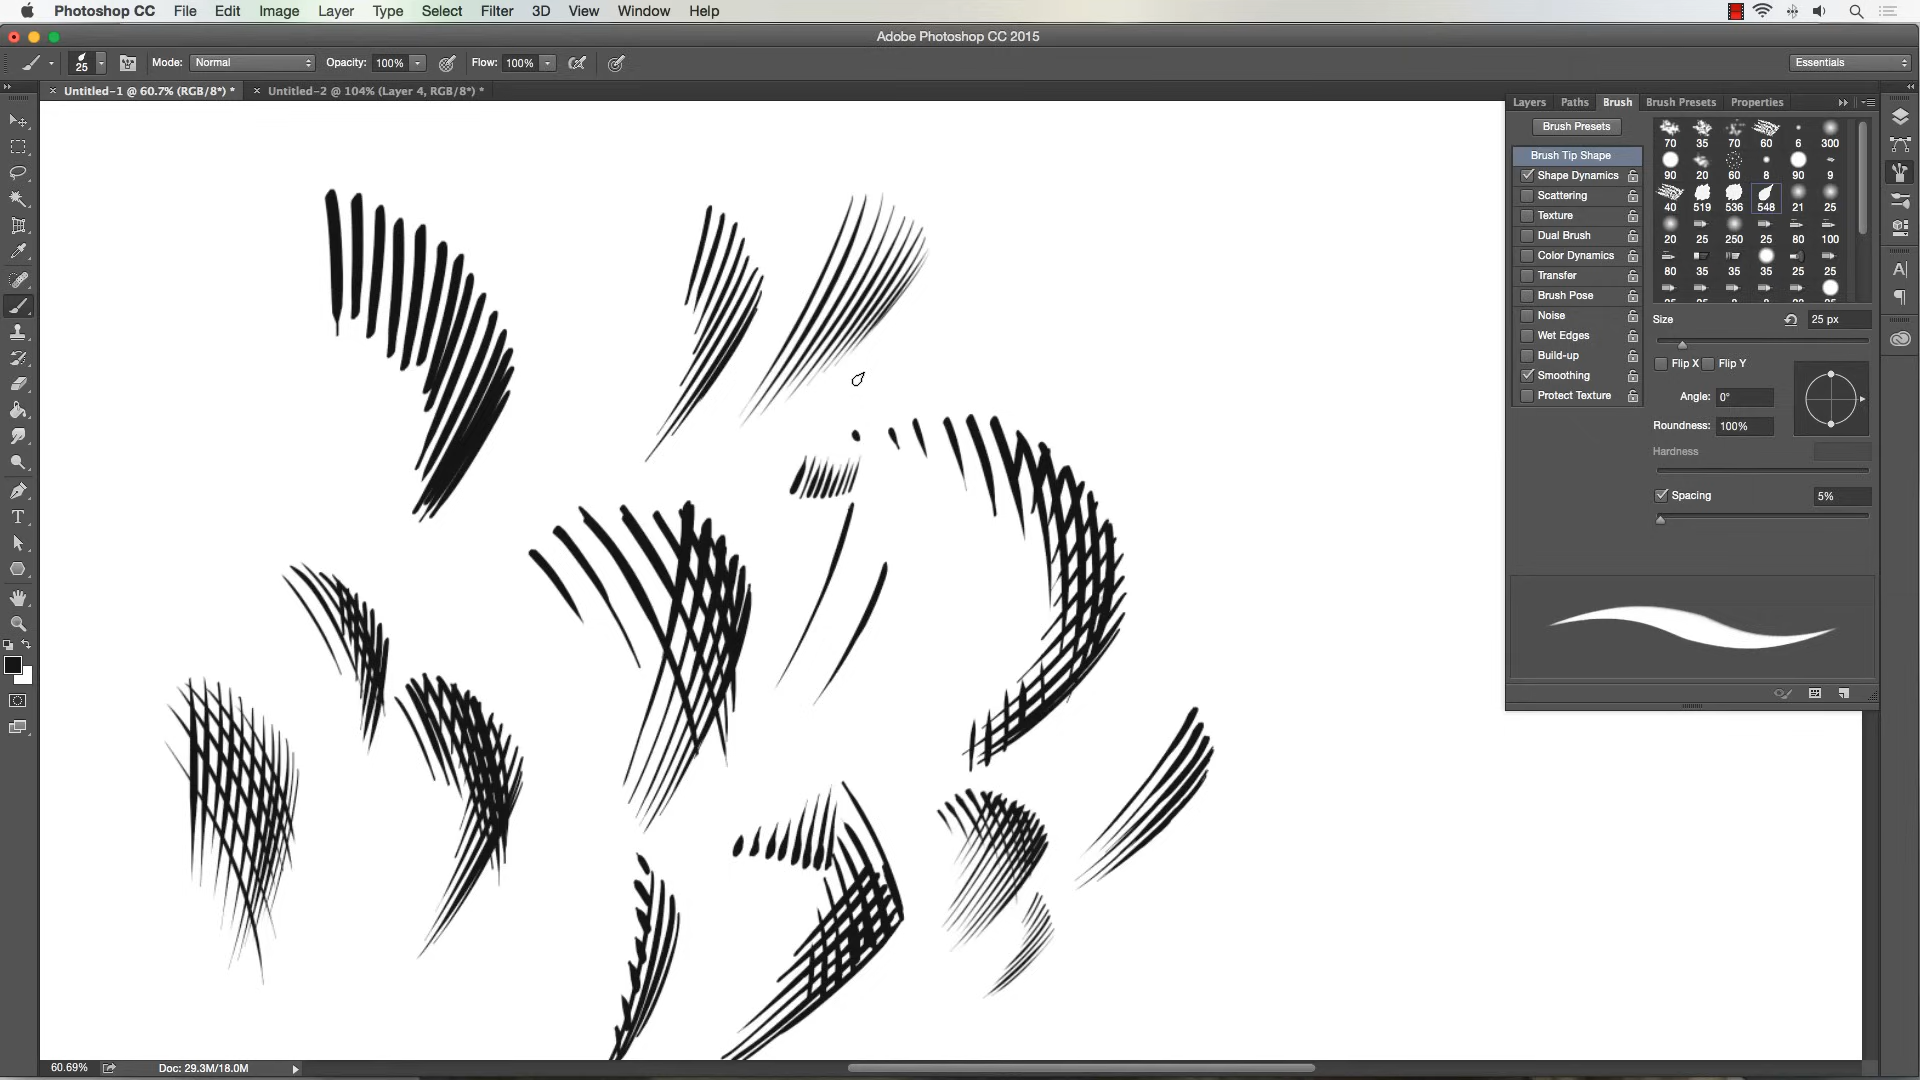 Photoshop CC File Edit Image Layer Type Select Filter 3D View Window Help
Adobe Photoshop CC 2015
25 Mode: Normal Opacity: 100% Flow: 100% Essentials
Untitled-1 @ 60.7% (RGB/8*) * Untitled-2 @ 104% (Layer 4, RGB/8*) *
Layers Paths Brush Brush Presets Properties
Brush Presets
Brush Tip Shape
Shape Dynamics
Scattering
Texture
Dual Brush
Color Dynamics
Transfer
Brush Pose
Noise
Wet Edges
Build-up
Smoothing
Protect Texture
70 35 70 60 6 300
90 20 60 8 90 9
40 519 536 548 21 25
20 25 250 25 80 100
80 35 35 35 25 25
Size 25 px
Flip X Flip Y
Angle: 0°
Roundness: 100%
Hardness
Spacing 5%
60.69% Doc: 29.3M/18.0M